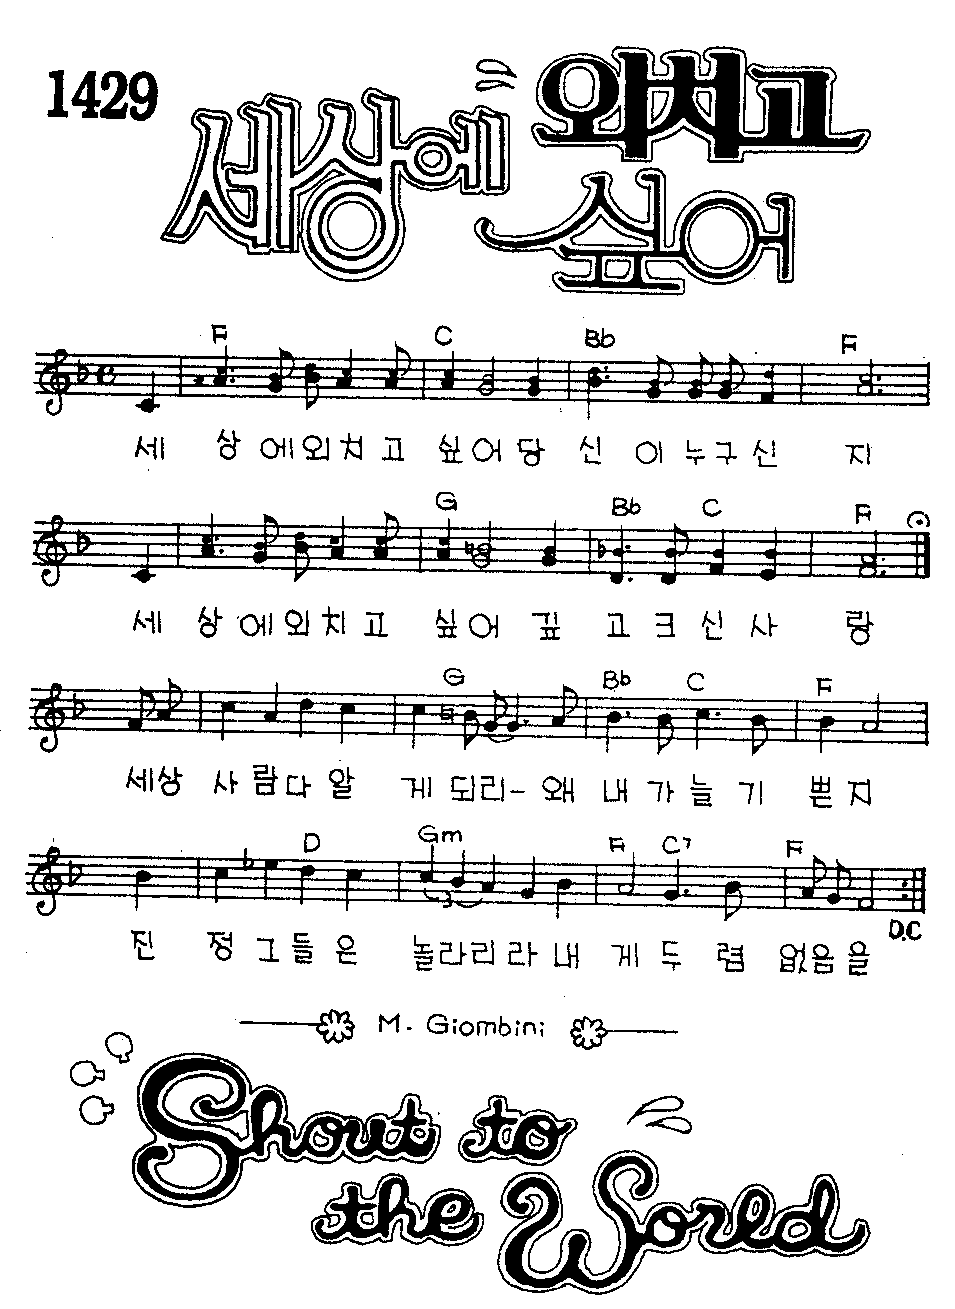 1429
세상에 외치고
싶어
F C Bb F
세 상 에 외 치 고 싶 어 당 신 이 누 구 신 지
G Bb C F
세 상 에 외 치 고 싶 어 깊 고 크 신 사 랑
G Bb C F
세 상 사 람 다 알 게 되 리 - 왜 내 가 늘 기 쁜 지
D Gm F C7 F
3
D.C
진 정 그 들 은 놀 라 리 라 내 게 두 렴 없 음 을
M. Giombini
Shout to
the World